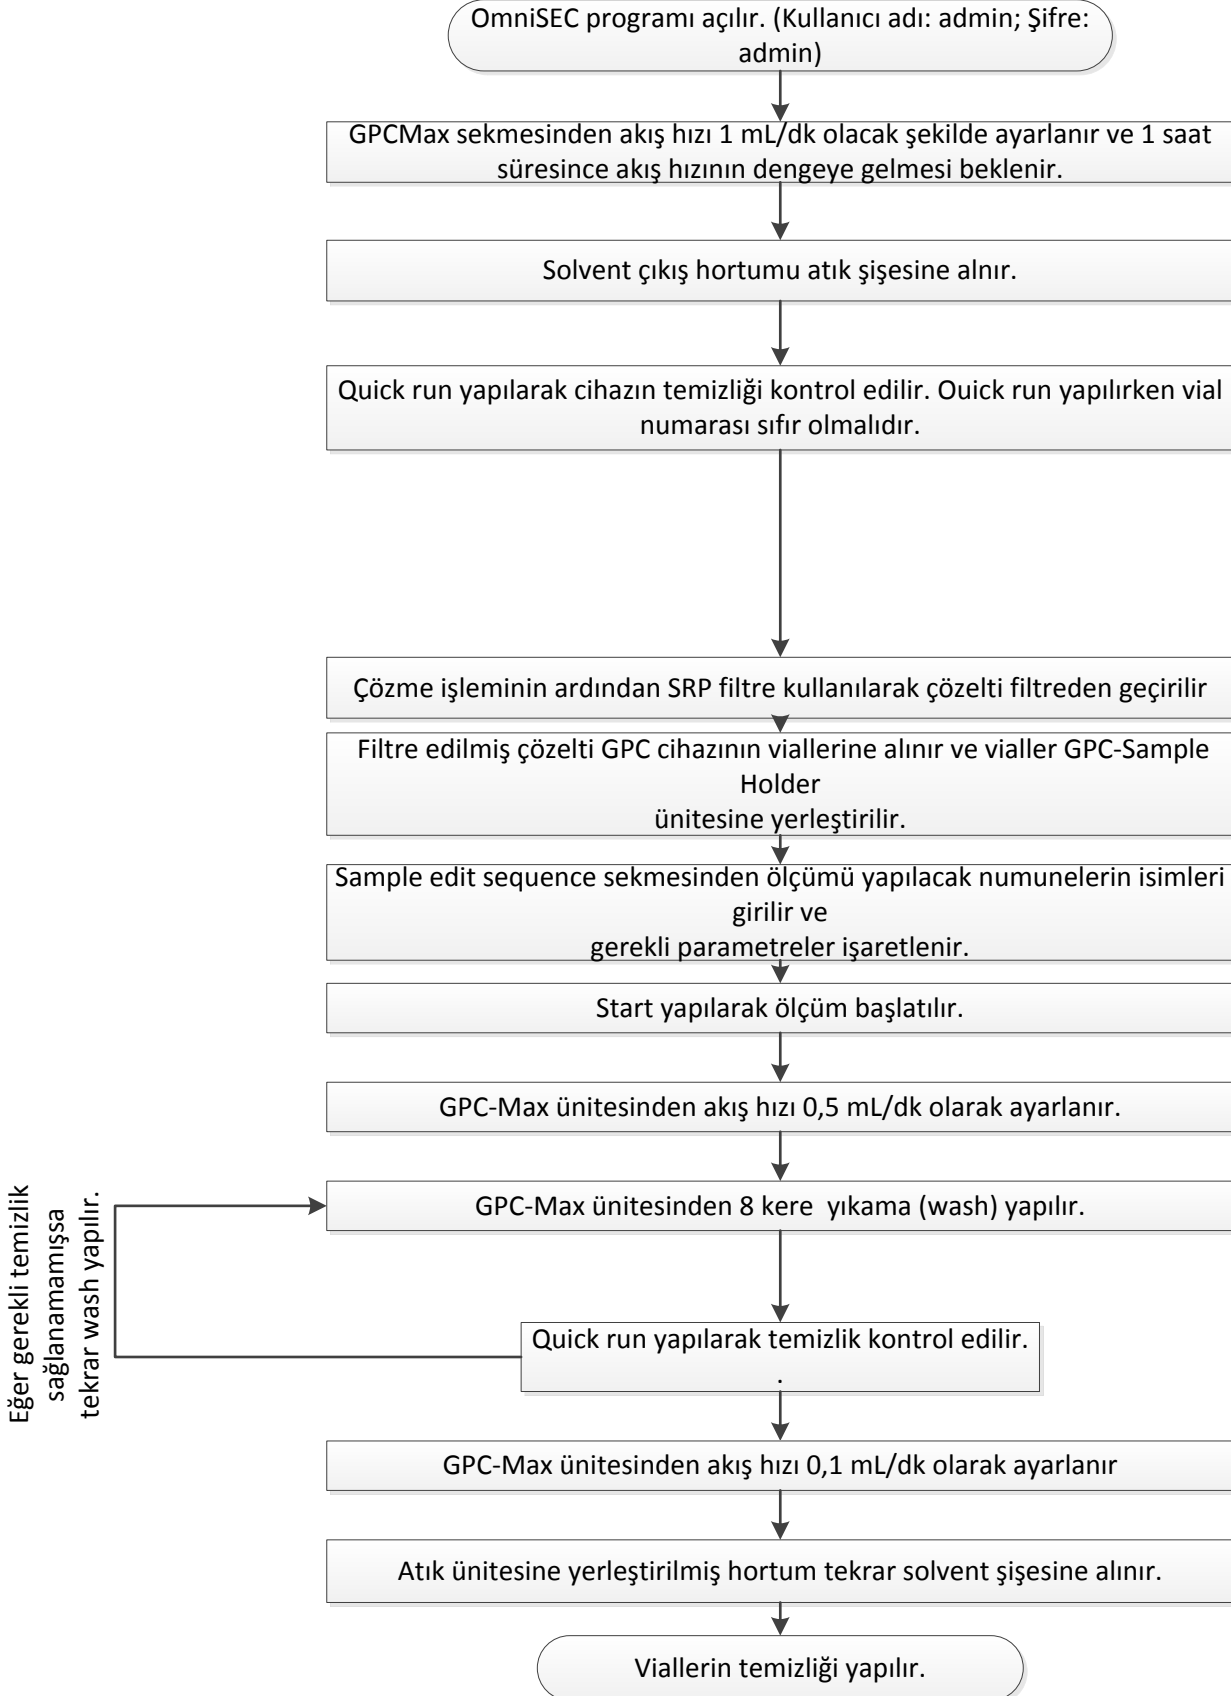 OmniSEC programı açılır. (Kullanıcı adı: admin; Şifre:
admin)
GPCMax sekmesinden akış hızı 1 mL/dk olacak şekilde ayarlanır ve 1 saat
süresince akış hızının dengeye gelmesi beklenir.
Solvent çıkış hortumu atık şişesine alnır.
Quick run yapılarak cihazın temizliği kontrol edilir. Ouick run yapılırken vial
numarası sıfır olmalıdır.
Çözme işleminin ardından SRP filtre kullanılarak çözelti filtreden geçirilir
Filtre edilmiş çözelti GPC cihazının viallerine alınır ve vialler GPC-Sample
Holder
ünitesine yerleştirilir.
Sample edit sequence sekmesinden ölçümü yapılacak numunelerin isimleri
girilir ve
gerekli parametreler işaretlenir.
Start yapılarak ölçüm başlatılır.
GPC-Max ünitesinden akış hızı 0,5 mL/dk olarak ayarlanır.
GPC-Max ünitesinden 8 kere  yıkama (wash) yapılır.
Eğer gerekli temizlik
sağlanamamışsa
tekrar wash yapılır.
Quick run yapılarak temizlik kontrol edilir.
.
GPC-Max ünitesinden akış hızı 0,1 mL/dk olarak ayarlanır
Atık ünitesine yerleştirilmiş hortum tekrar solvent şişesine alınır.
Viallerin temizliği yapılır.